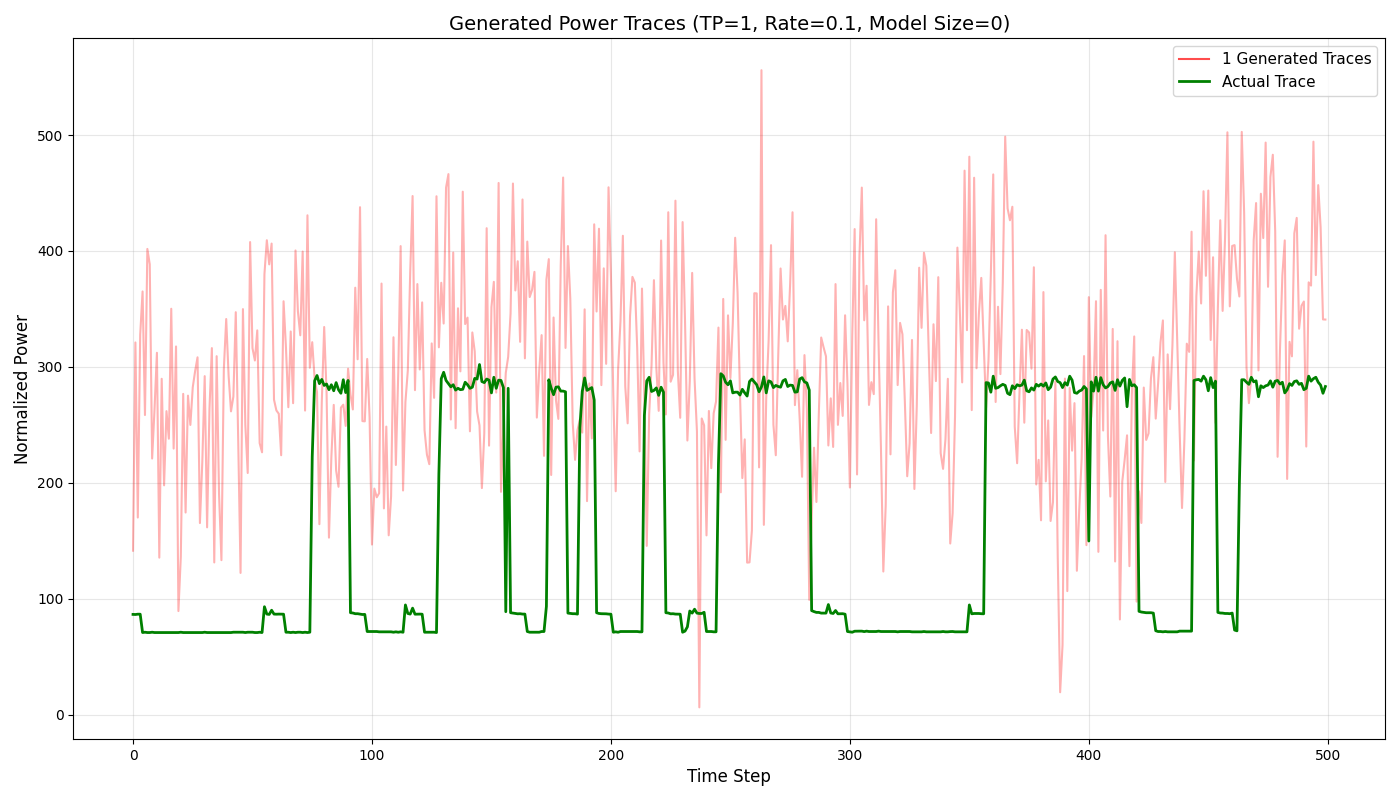 Generated Power Traces (TP=1, Rate=0.1, Model Size=0)
1 Generated Traces
Actual Trace
Normalized Power
500
400
300
200
100
0
0 100 200 300 400 500
Time Step